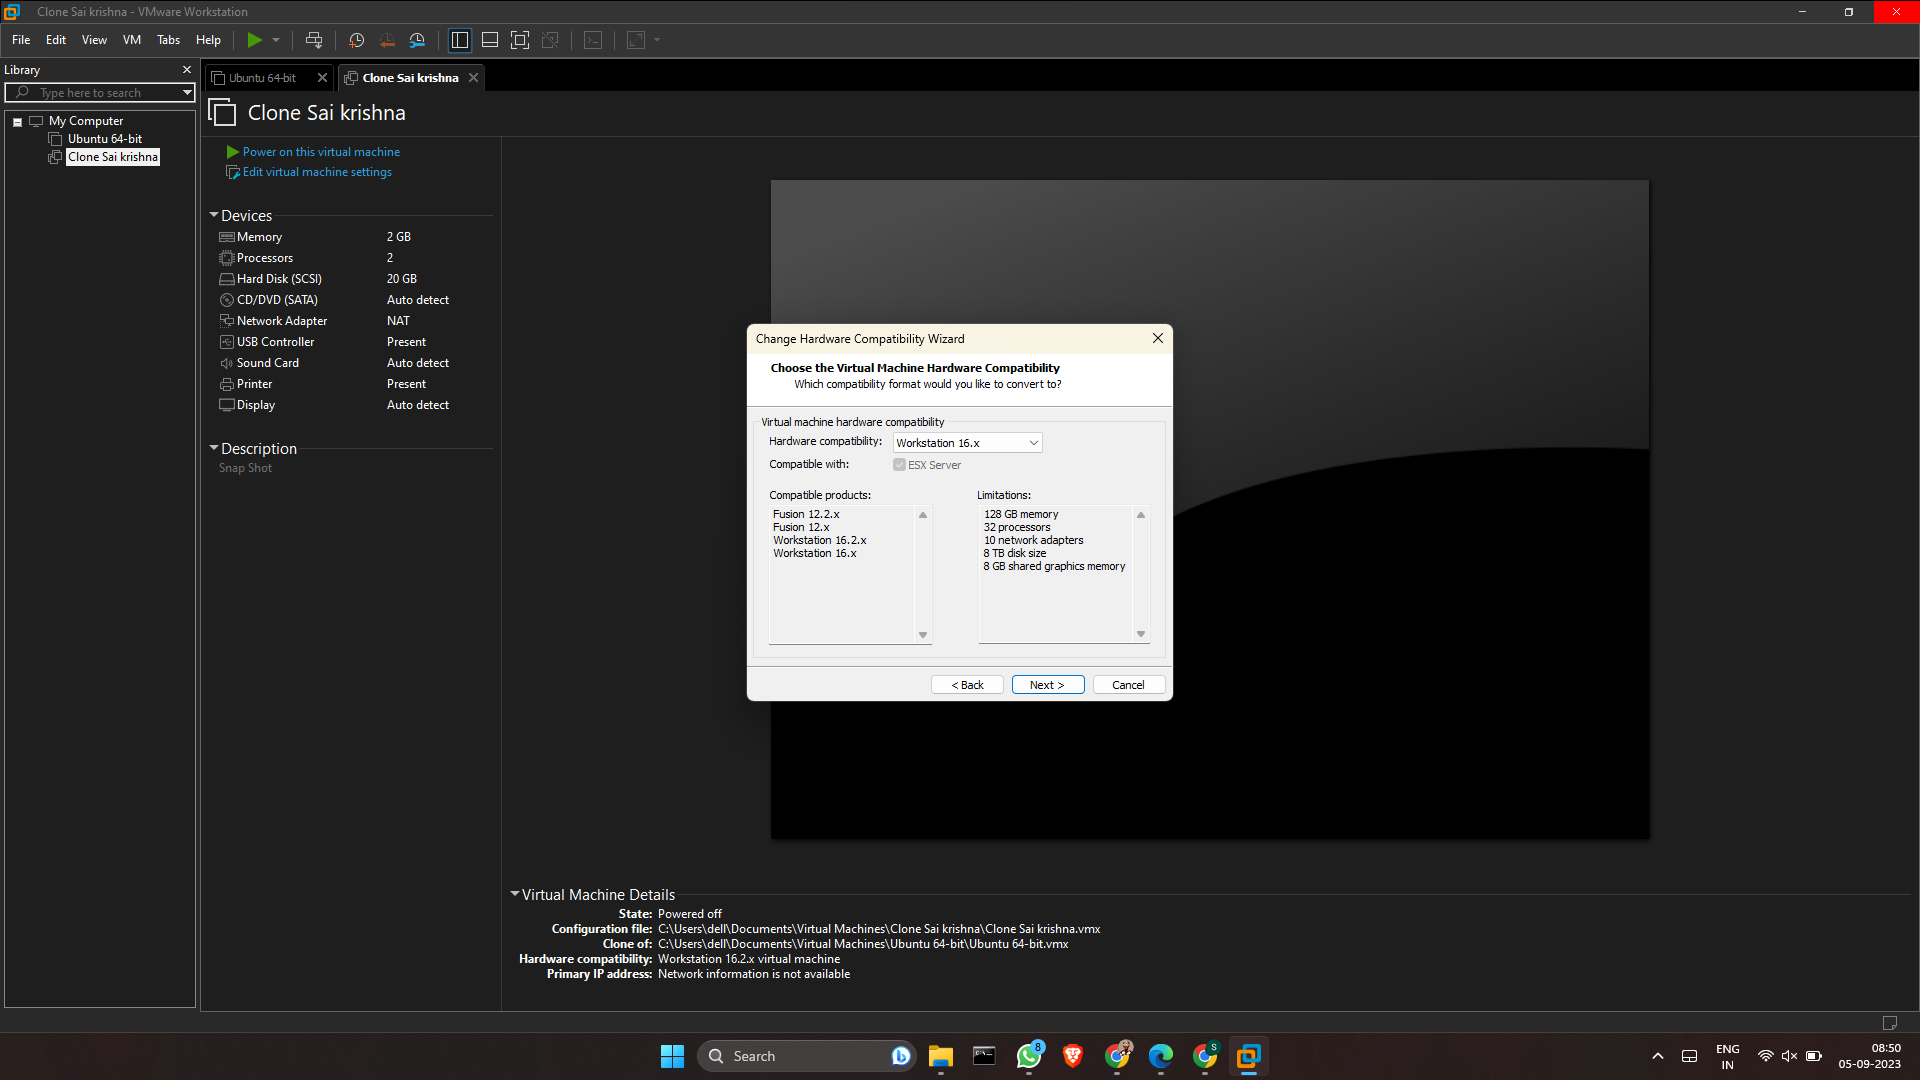 Clone Sai krishna - VMware Workstation
File Edit View VM Tabs Help
Library
Type here to search
My Computer
Ubuntu 64-bit
Clone Sai krishna
Ubuntu 64-bit
Clone Sai krishna
Clone Sai krishna
Power on this virtual machine
Edit virtual machine settings
Devices
Memory 2 GB
Processors 2
Hard Disk (SCSI) 20 GB
CD/DVD (SATA) Auto detect
Network Adapter NAT
USB Controller Present
Sound Card Auto detect
Printer Present
Display Auto detect
Description
Snap Shot
Change Hardware Compatibility Wizard
Choose the Virtual Machine Hardware Compatibility
Which compatibility format would you like to convert to?
Virtual machine hardware compatibility
Hardware compatibility: Workstation 16.x
Compatible with: ESX Server
Compatible products:
Fusion 12.2.x
Fusion 12.x
Workstation 16.2.x
Workstation 16.x
Limitations:
128 GB memory
32 processors
10 network adapters
8 TB disk size
8 GB shared graphics memory
< Back Next > Cancel
Virtual Machine Details
State: Powered off
Configuration file: C:\Users\dell\Documents\Virtual Machines\Clone Sai krishna\Clone Sai krishna.vmx
Clone of: C:\Users\dell\Documents\Virtual Machines\Ubuntu 64-bit\Ubuntu 64-bit.vmx
Hardware compatibility: Workstation 16.2.x virtual machine
Primary IP address: Network information is not available
Search
8
S
ENG
IN
08:50
05-09-2023